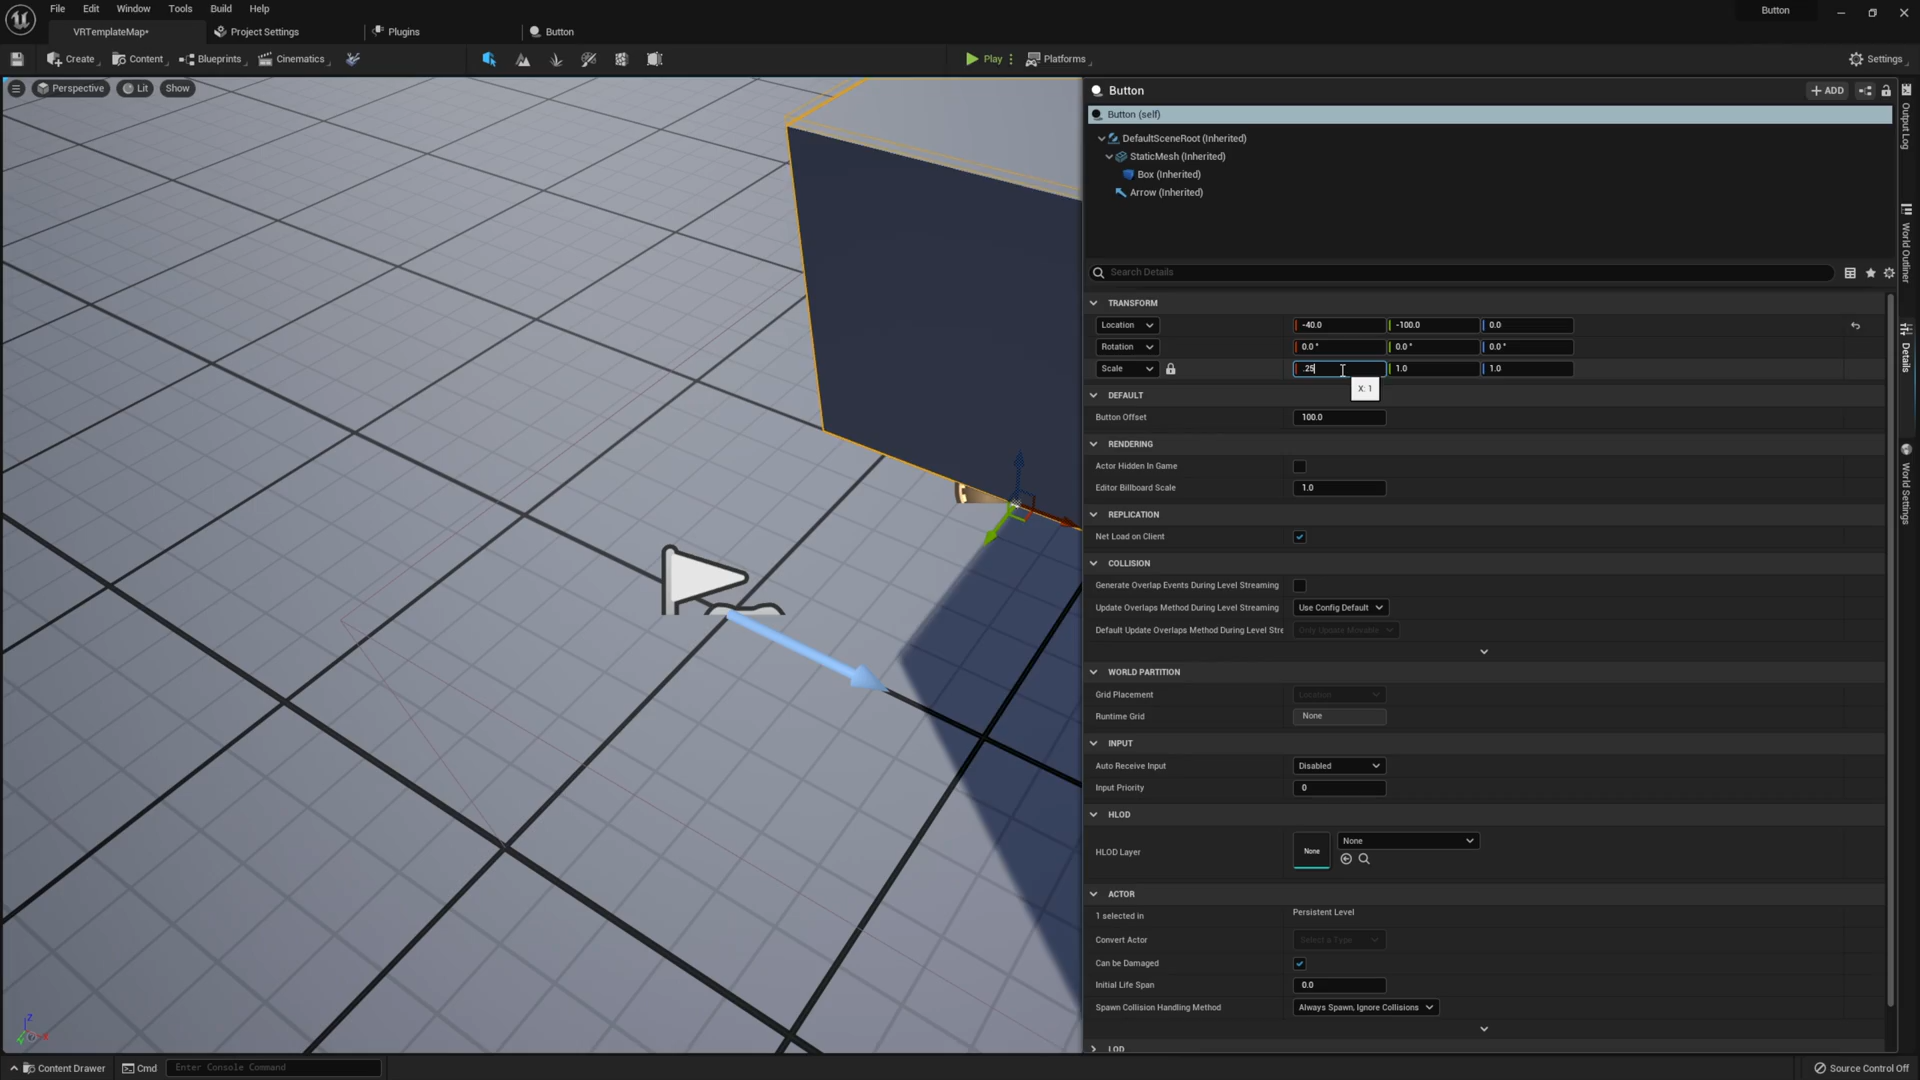 File Edit Window Tools Build Help
Button
VRTemplateMap*
Project Settings
Plugins
Button
Create
Content
Blueprints
Cinematics
Play
Platforms
Settings
Perspective
Lit
Show
Button
+ ADD
Button (self)
DefaultSceneRoot (Inherited)
StaticMesh (Inherited)
Box (Inherited)
Arrow (Inherited)
Search Details
TRANSFORM
Location -40.0 -100.0 0.0
Rotation 0.0 ° 0.0 ° 0.0 °
Scale .25 1.0 1.0
X: 1
DEFAULT
Button Offset 100.0
RENDERING
Actor Hidden In Game
Editor Billboard Scale 1.0
REPLICATION
Net Load on Client
COLLISION
Generate Overlap Events During Level Streaming
Update Overlaps Method During Level Streaming Use Config Default
Default Update Overlaps Method During Level Stre Only Update Movable
WORLD PARTITION
Grid Placement Location
Runtime Grid None
INPUT
Auto Receive Input Disabled
Input Priority 0
HLOD
HLOD Layer None None
ACTOR
1 selected in Persistent Level
Convert Actor Select a Type
Can be Damaged
Initial Life Span 0.0
Spawn Collision Handling Method Always Spawn, Ignore Collisions
LOD
Output Log
World Outliner
Details
World Settings
Z
X
Content Drawer
Cmd
Enter Console Command
Source Control Off